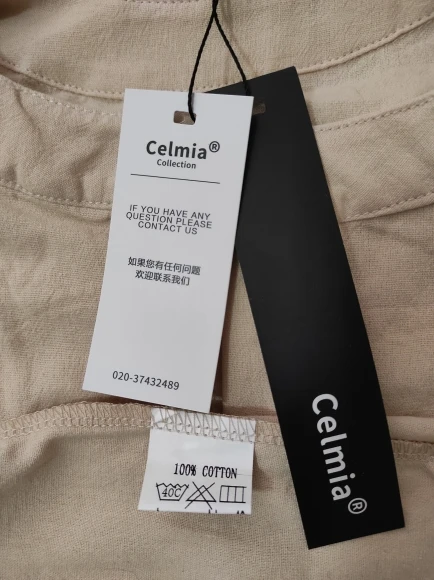 Celmia®
Collection
IF YOU HAVE ANY
QUESTION PLEASE
CONTACT US
如果您有任何问题
欢迎联系我们
020-37432489
Celmia®
100% COTTON
40C